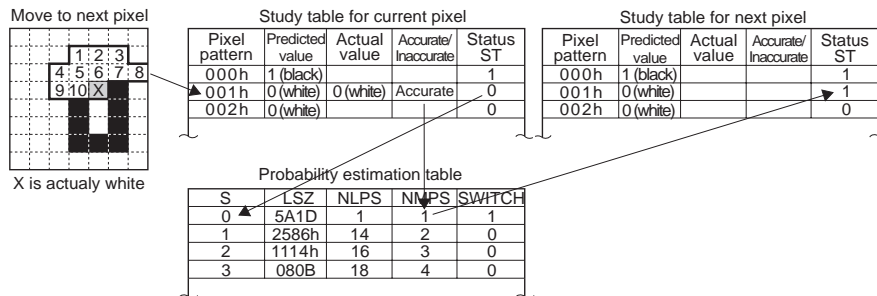 Move to next pixel
1 2 3
4 5 6 7 8
9 10 X
X is actualy white
Study table for current pixel
Pixel pattern Predicted value Actual value Accurate/Inaccurate Status ST
000h 1 (black) 1
001h 0 (white) 0 (white) Accurate 0
002h 0 (white) 0
Study table for next pixel
Pixel pattern Predicted value Actual value Accurate/Inaccurate Status ST
000h 1 (black) 1
001h 0 (white) 1
002h 0 (white) 0
Probability estimation table
S LSZ NLPS NMPS SWITCH
0 5A1D 1 1 1
1 2586h 14 2 0
2 1114h 16 3 0
3 080B 18 4 0